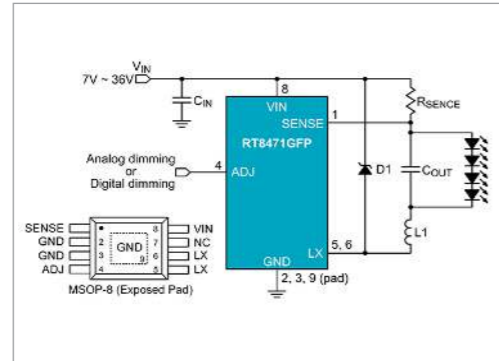 VIN
7V ~ 36V
CIN
8
VIN
RSENCE
SENSE
1
RT8471GFP
Analog dimming
or
Digital dimming
4
ADJ
D1
COUT
L1
LX
5, 6
GND
2, 3, 9 (pad)
SENSE
GND
GND
ADJ
2
3
4
GND
9
8
7
6
5
VIN
NC
LX
LX
MSOP-8 (Exposed Pad)